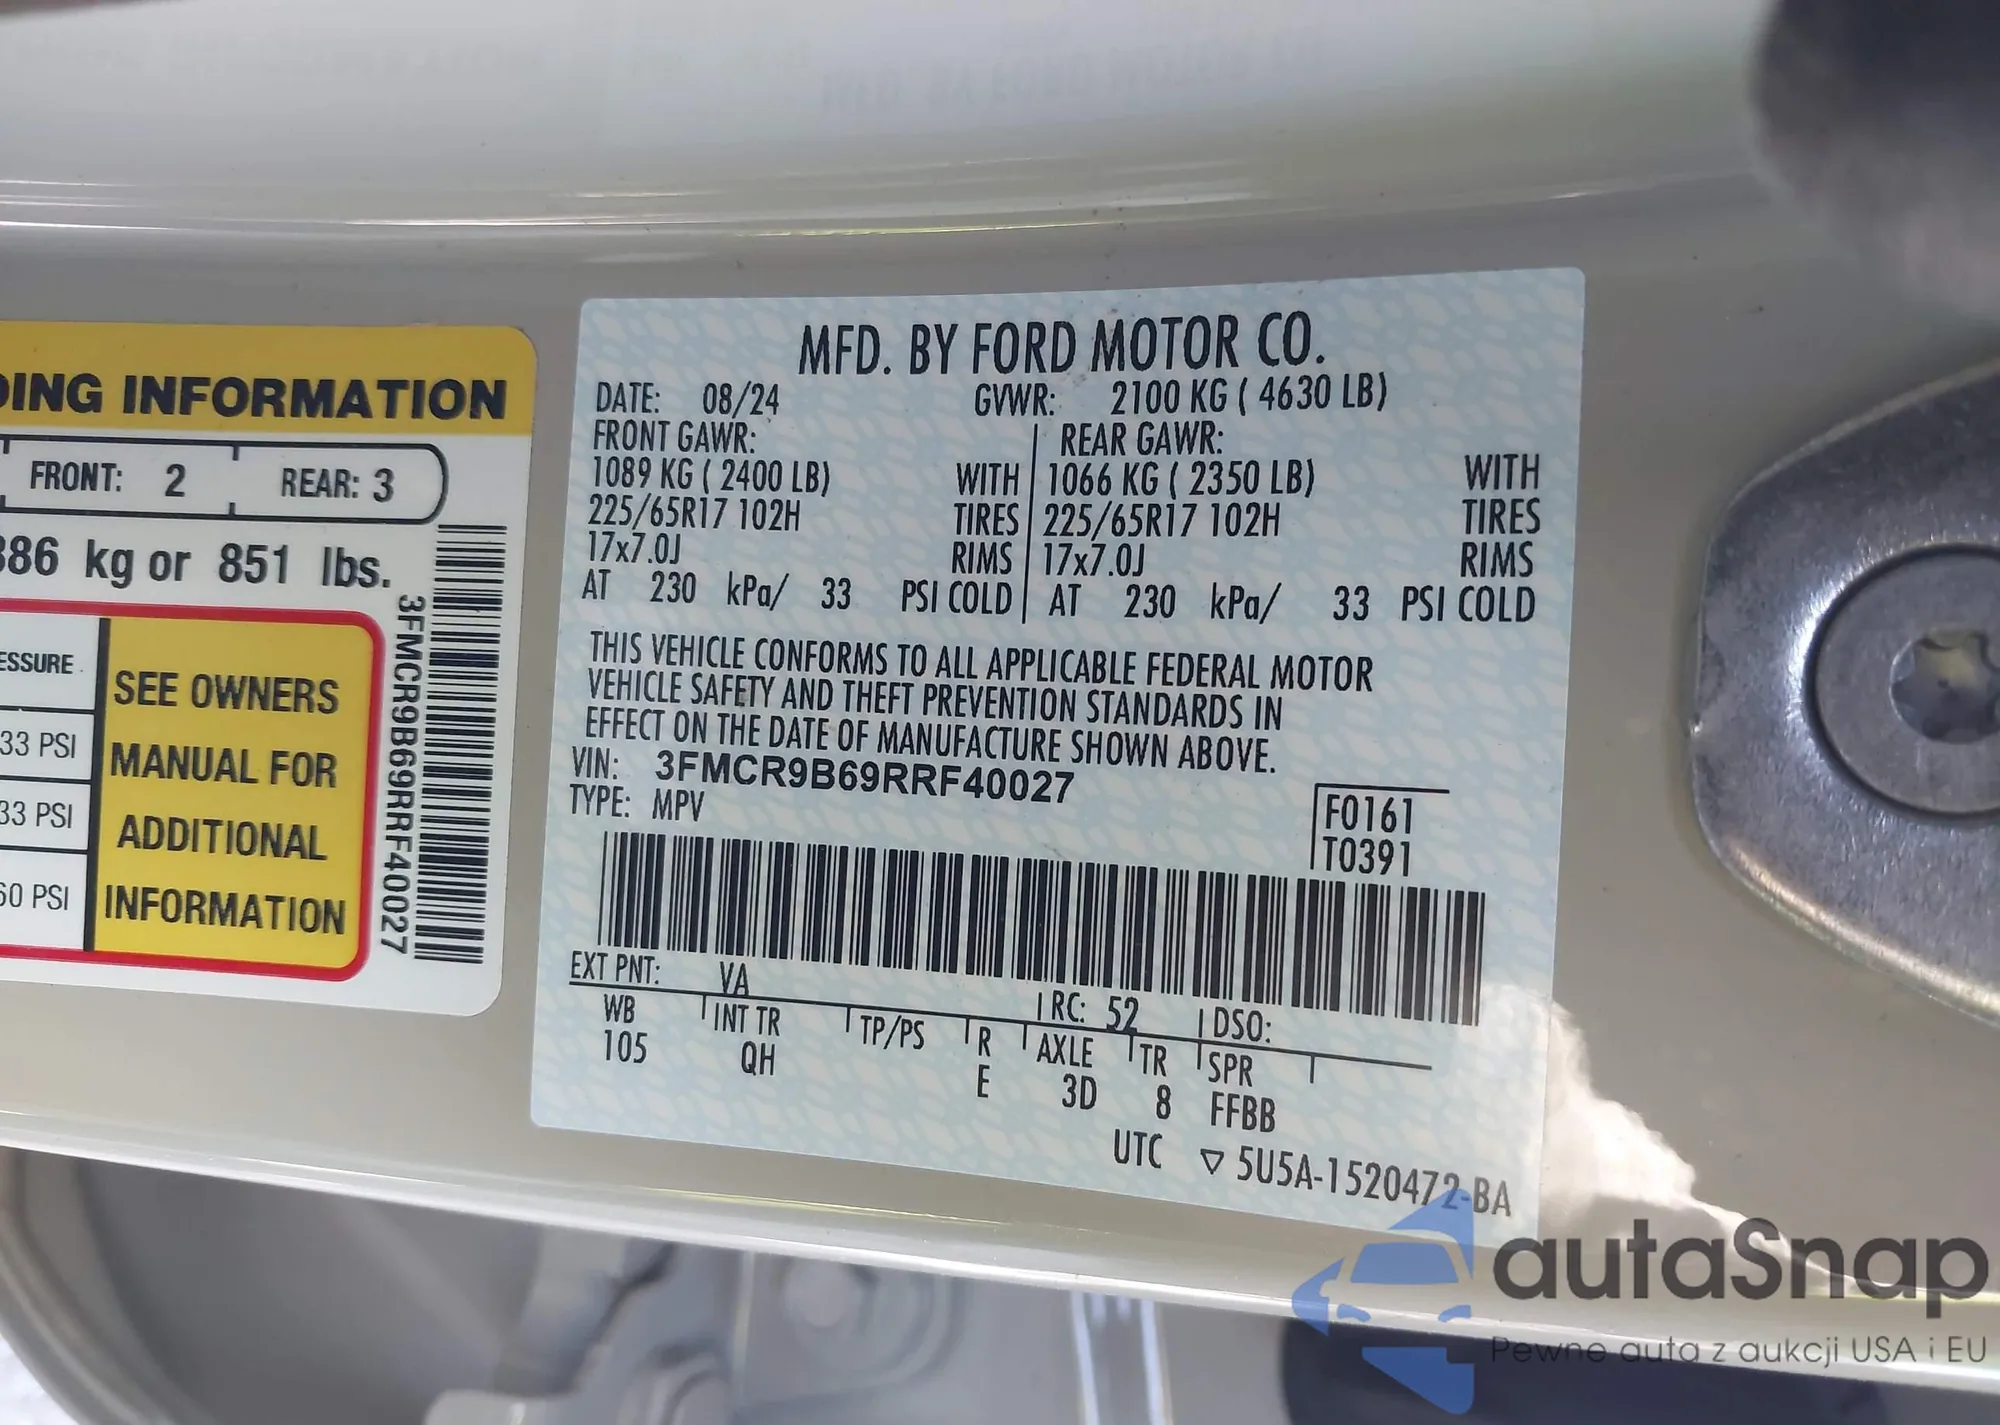 DING INFORMATION
FRONT: 2 REAR: 3
386 kg or 851 lbs.
ESSURE
33 PSI
33 PSI
60 PSI
SEE OWNERS
MANUAL FOR
ADDITIONAL
INFORMATION
3FMCR9B69RRF40027
MFD. BY FORD MOTOR CO.
DATE: 08/24 GVWR: 2100 KG ( 4630 LB)
FRONT GAWR: REAR GAWR:
1089 KG ( 2400 LB) WITH 1066 KG ( 2350 LB) WITH
225/65R17 102H TIRES 225/65R17 102H TIRES
17x7.0J RIMS 17x7.0J RIMS
AT 230 kPa/ 33 PSI COLD AT 230 kPa/ 33 PSI COLD
THIS VEHICLE CONFORMS TO ALL APPLICABLE FEDERAL MOTOR
VEHICLE SAFETY AND THEFT PREVENTION STANDARDS IN
EFFECT ON THE DATE OF MANUFACTURE SHOWN ABOVE.
VIN: 3FMCR9B69RRF40027
TYPE: MPV
F0161
T0391
EXT PNT: VA RC: 52 DSO:
WB INT TR TP/PS R AXLE TR SPR
105 QH E 3D 8 FFBB
UTC ▽ 5U5A-1520472-BA
autaSnap
Pewne auta z aukcji USA i EU